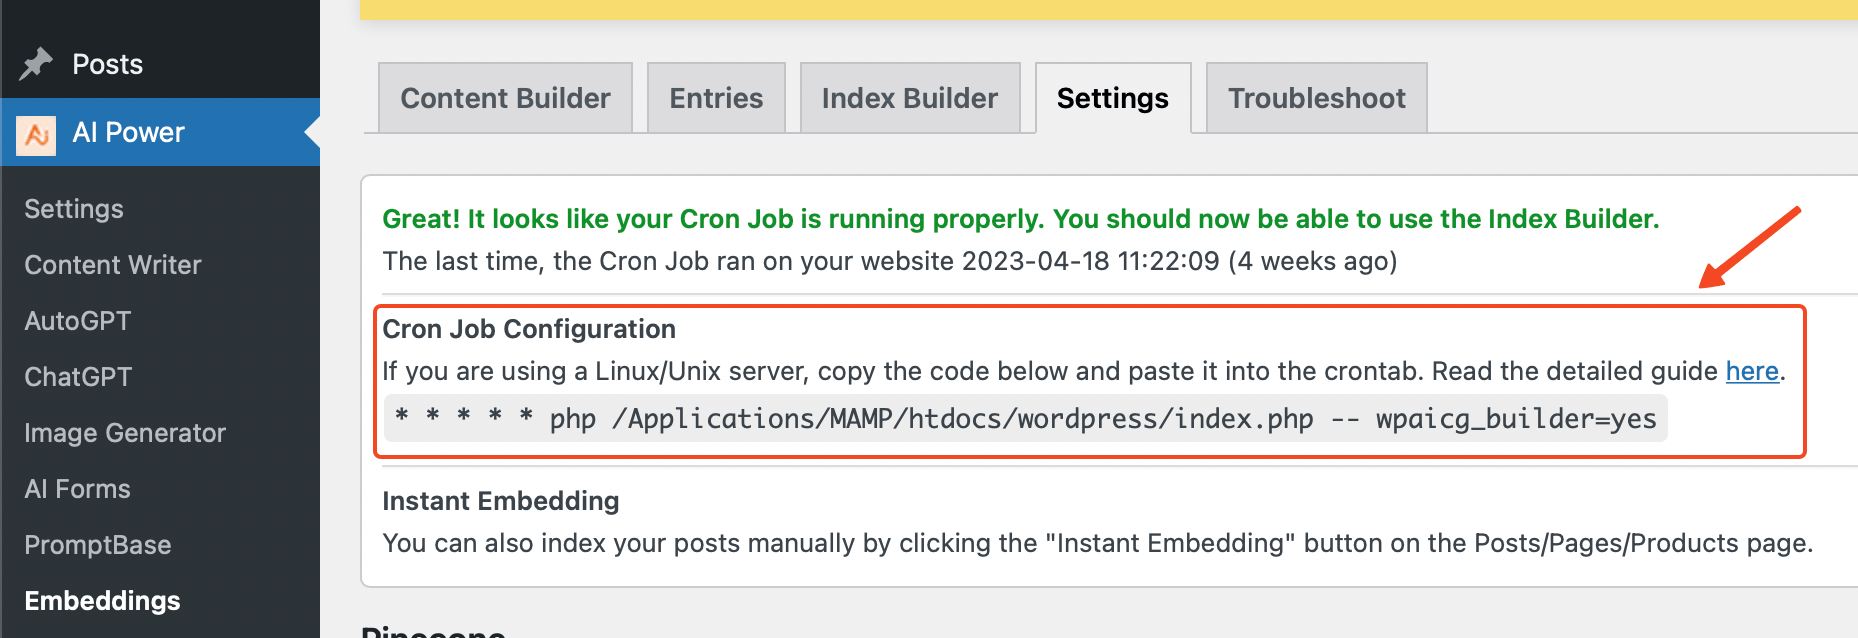 Posts
AI Power
Settings
Content Writer
AutoGPT
ChatGPT
Image Generator
AI Forms
PromptBase
Embeddings
Content Builder
Entries
Index Builder
Settings
Troubleshoot
Great! It looks like your Cron Job is running properly. You should now be able to use the Index Builder.
The last time, the Cron Job ran on your website 2023-04-18 11:22:09 (4 weeks ago)
Cron Job Configuration
If you are using a Linux/Unix server, copy the code below and paste it into the crontab. Read the detailed guide here.
* * * * * php /Applications/MAMP/htdocs/wordpress/index.php -- wpaicg_builder=yes
Instant Embedding
You can also index your posts manually by clicking the "Instant Embedding" button on the Posts/Pages/Products page.
Pinecone